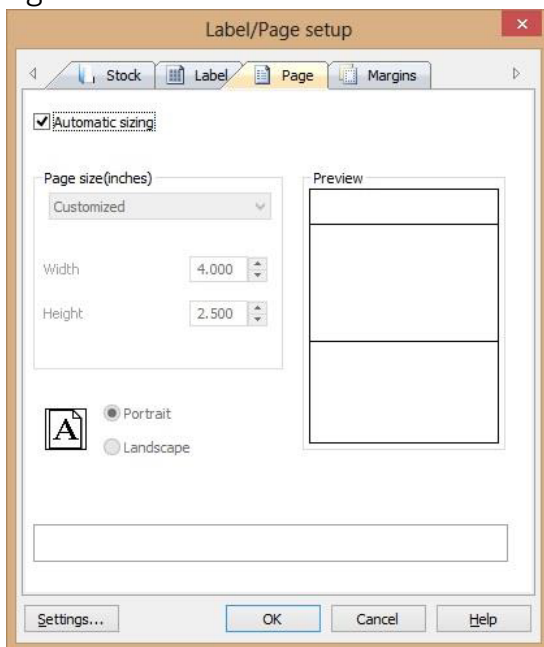 Label/Page setup
Stock Label Page Margins
Automatic sizing
Page size(inches)
Preview
Customized
Width 4.000
Height 2.500
A
Portrait
Landscape
Settings... OK Cancel Help